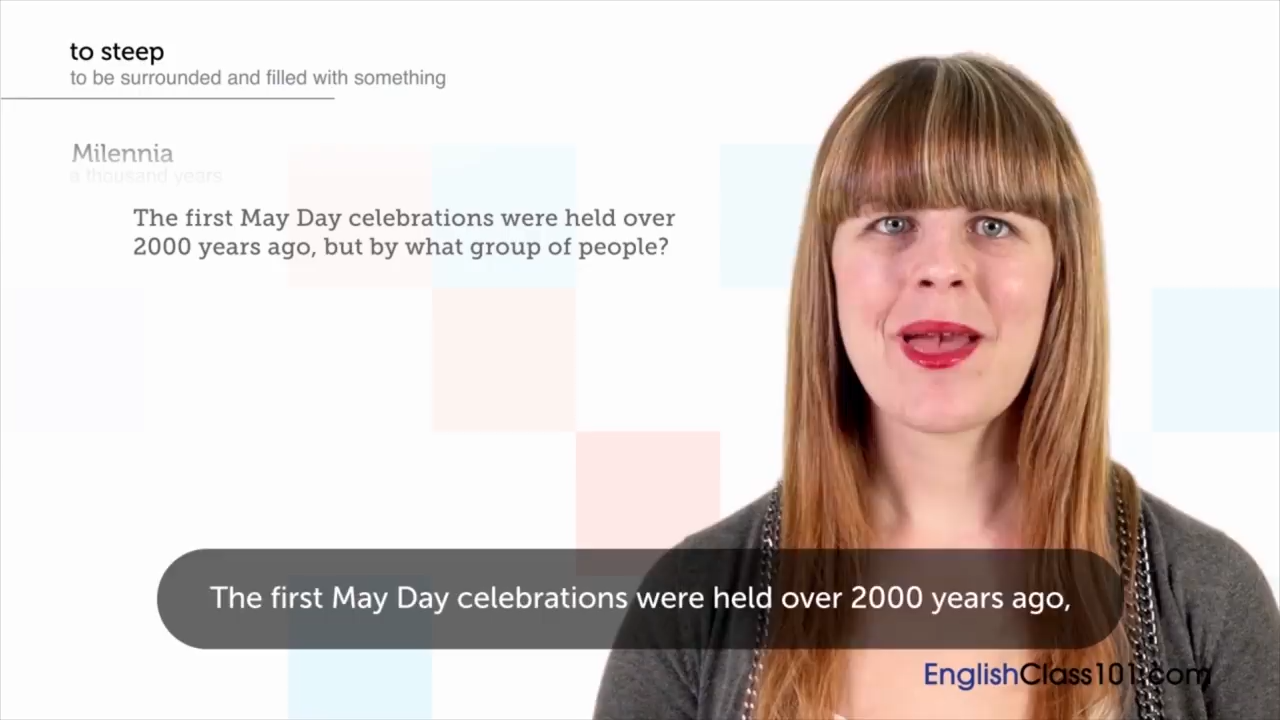 to steep
to be surrounded and filled with something
Milennia
a thousand years
The first May Day celebrations were held over
2000 years ago, but by what group of people?
The first May Day celebrations were held over 2000 years ago,
EnglishClass101.com